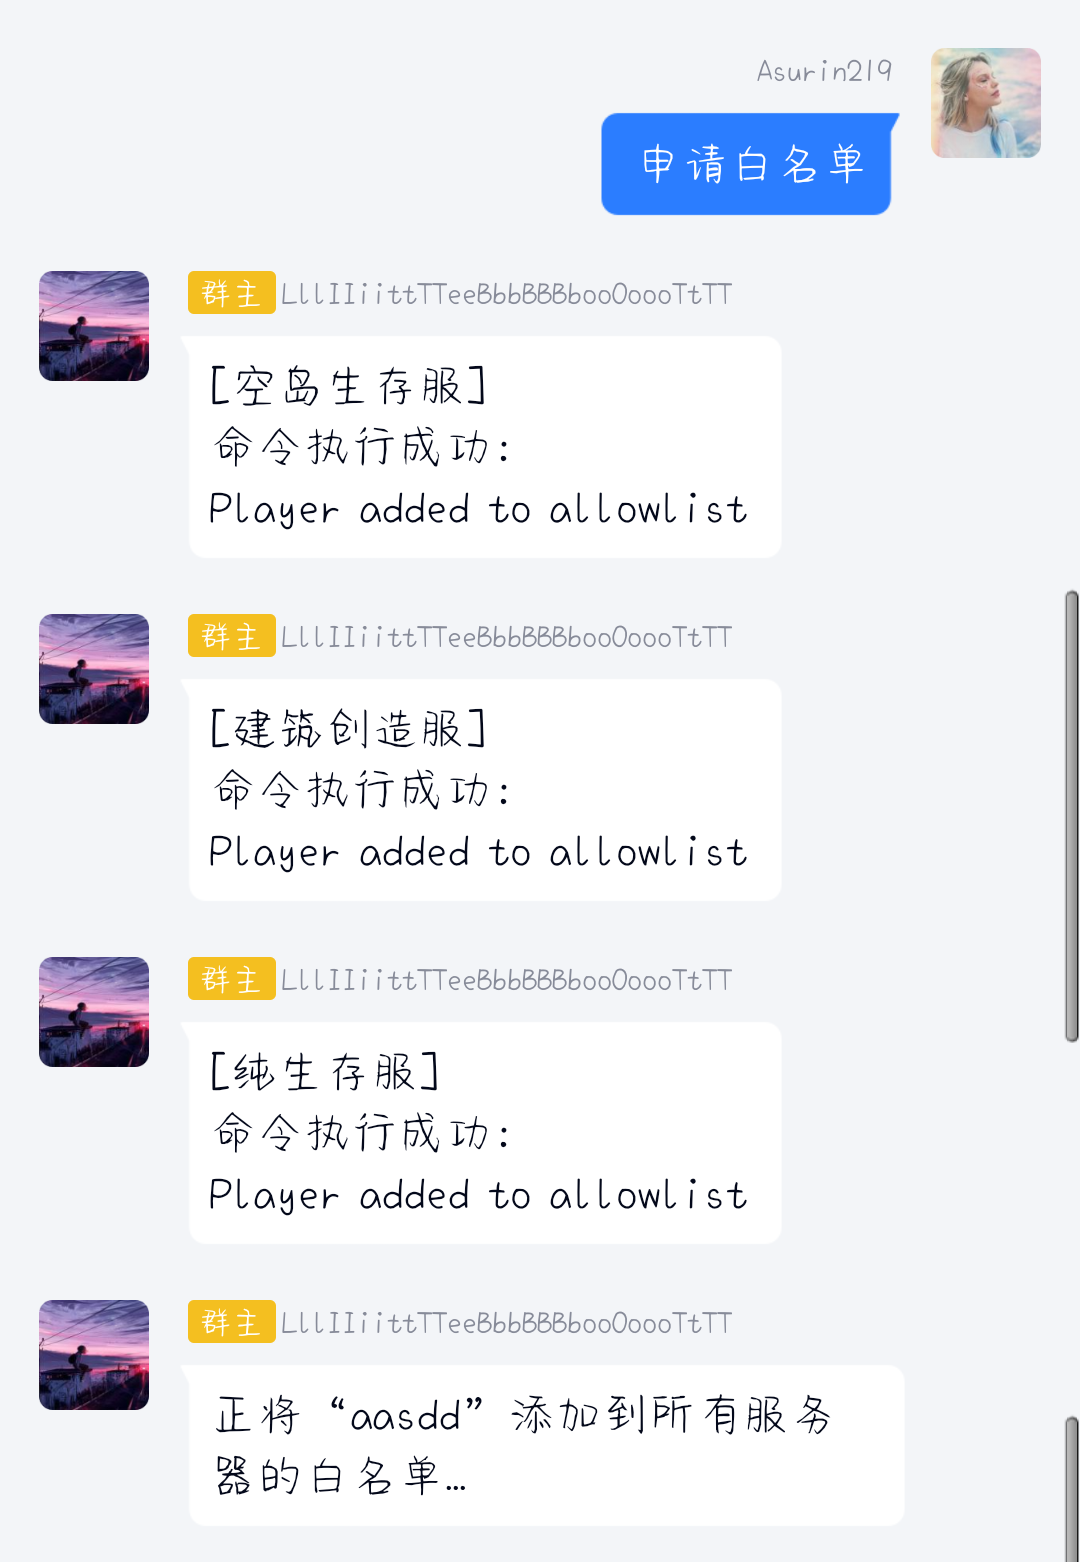 Asurin219
申请白名单
群主 LllIIiittTTeeBbbBBBbooOoooTtTT
[空岛生存服]
命令执行成功:
Player added to allowlist
群主 LllIIiittTTeeBbbBBBbooOoooTtTT
[建筑创造服]
命令执行成功:
Player added to allowlist
群主 LllIIiittTTeeBbbBBBbooOoooTtTT
[纯生存服]
命令执行成功:
Player added to allowlist
群主 LllIIiittTTeeBbbBBBbooOoooTtTT
正将“aasdd”添加到所有服务
器的白名单…